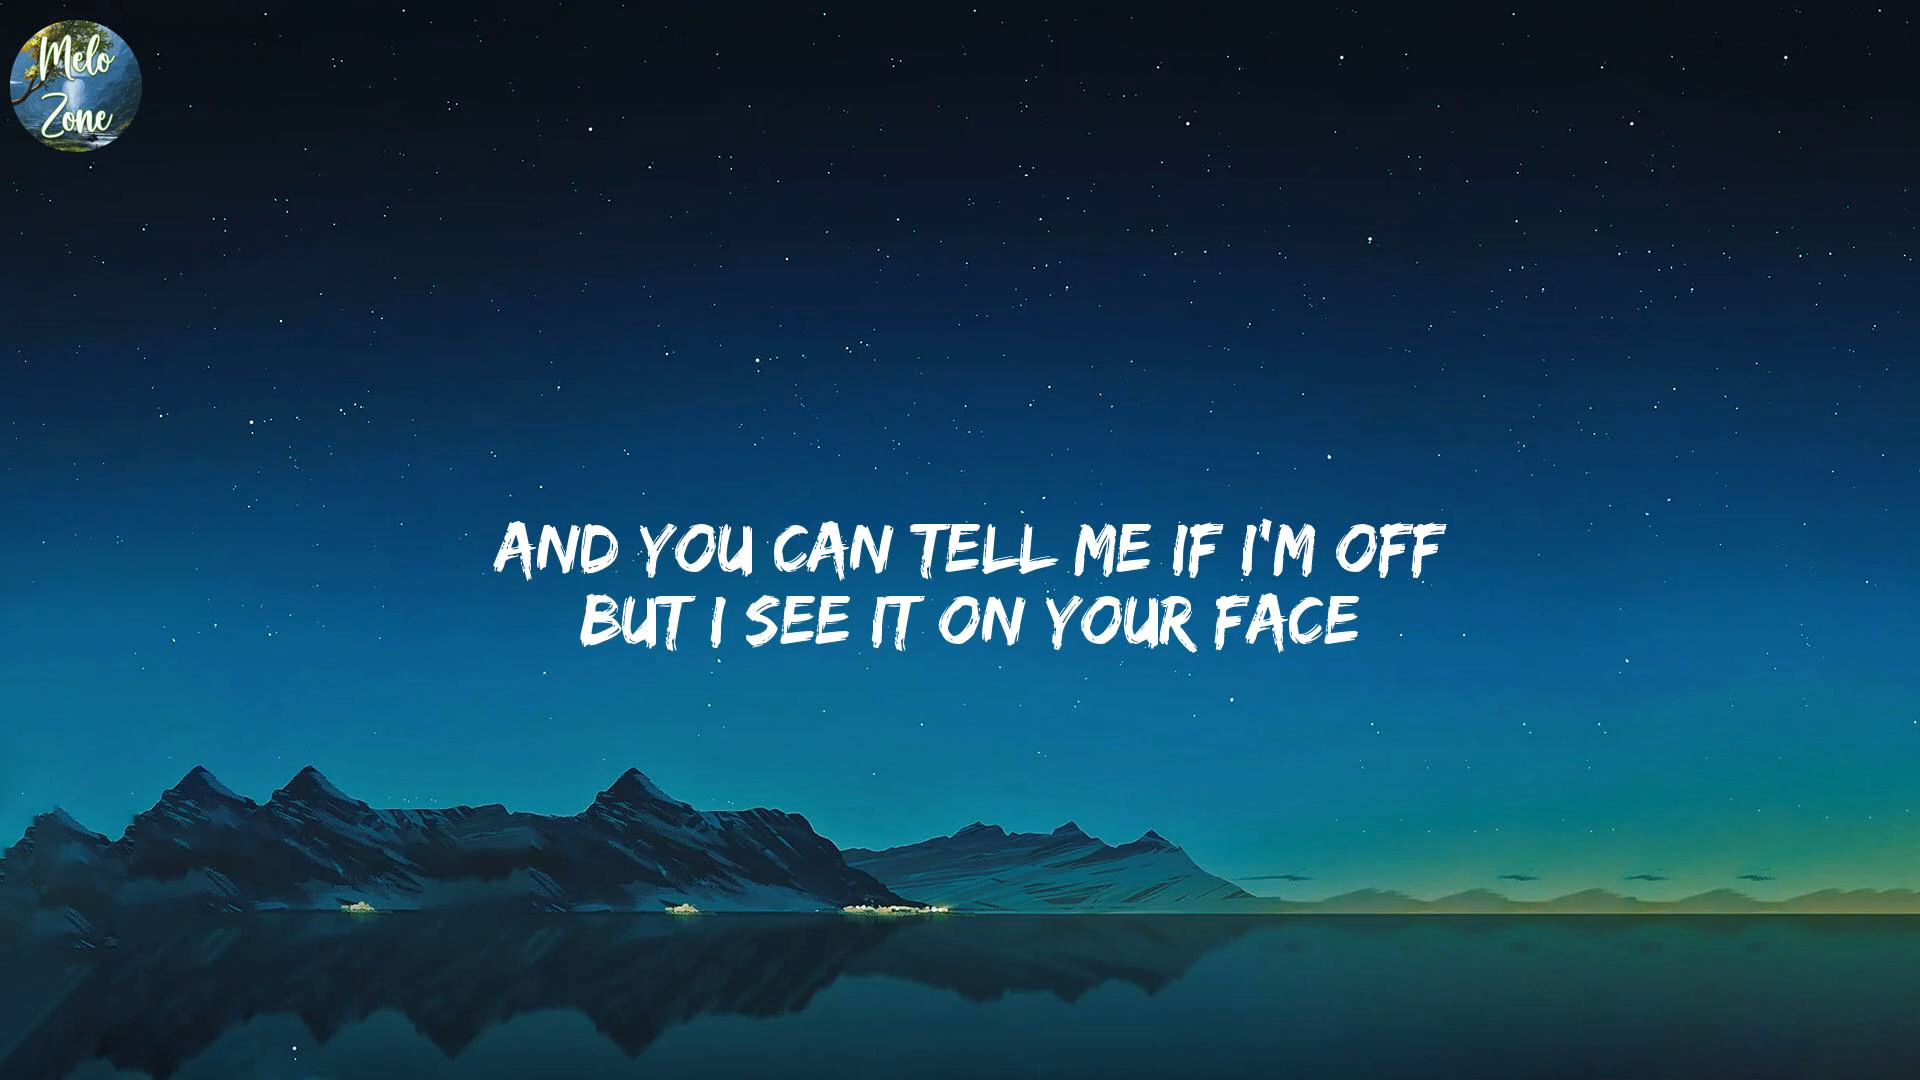 Melo
Zone
AND YOU CAN TELL ME IF I'M OFF
BUT I SEE IT ON YOUR FACE